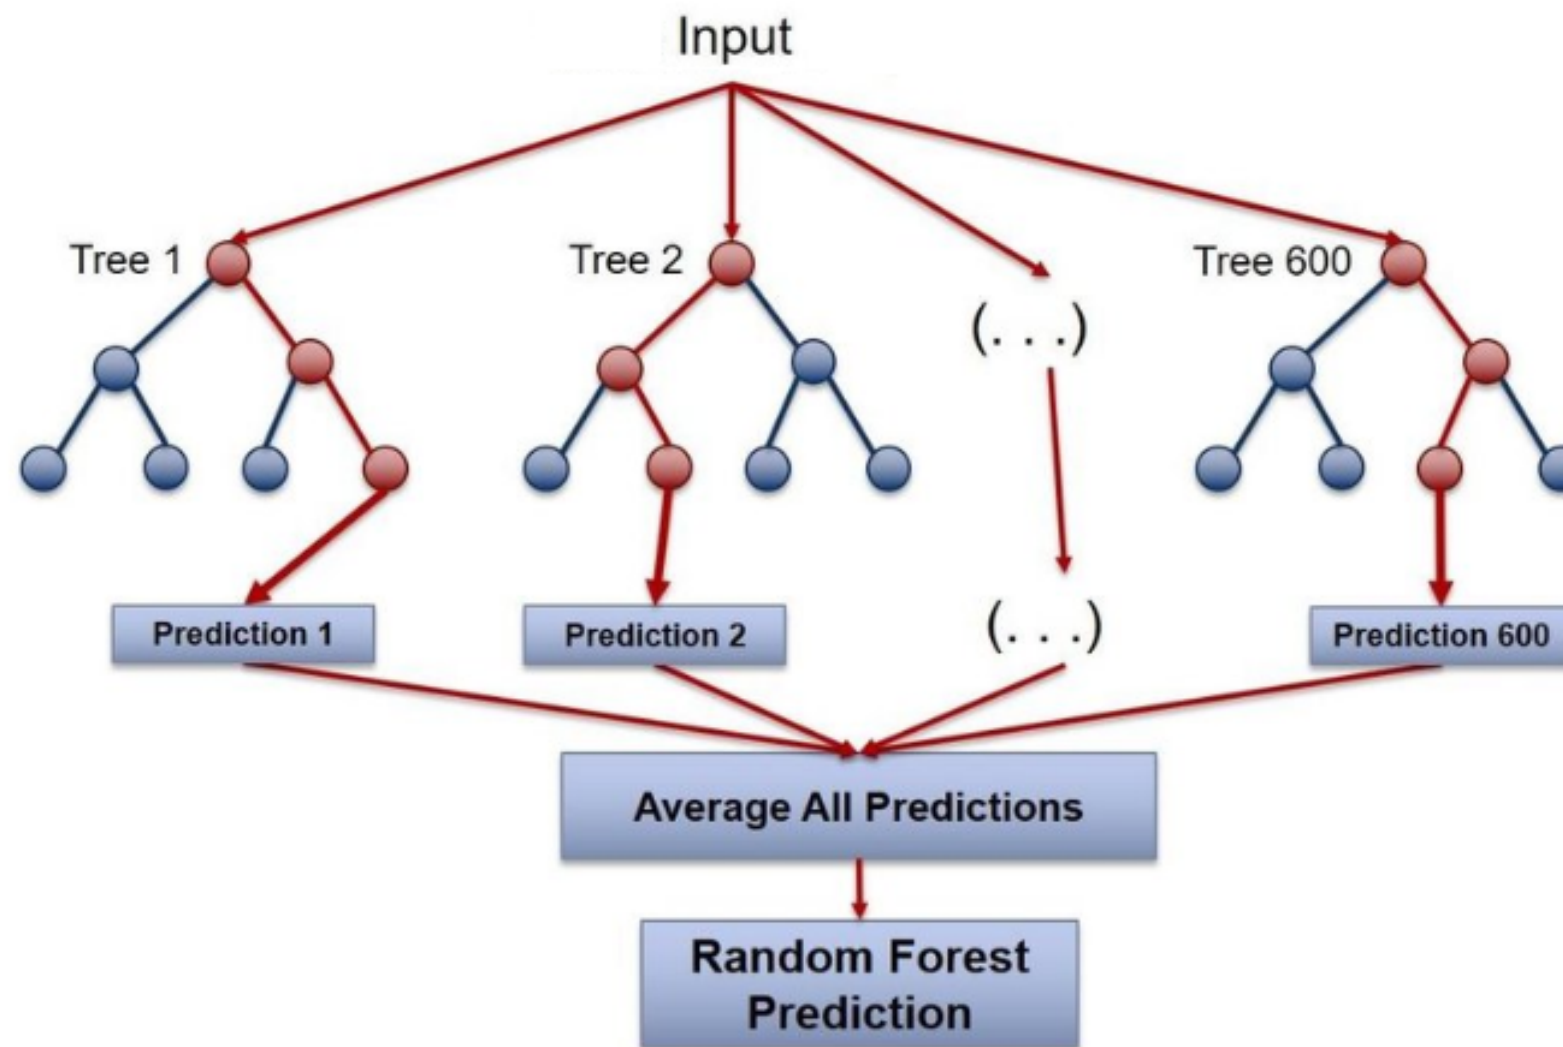 Input
Tree 1
Tree 2
(. . .)
Tree 600
Prediction 1
Prediction 2
(. . .)
Prediction 600
Average All Predictions
Random Forest
Prediction